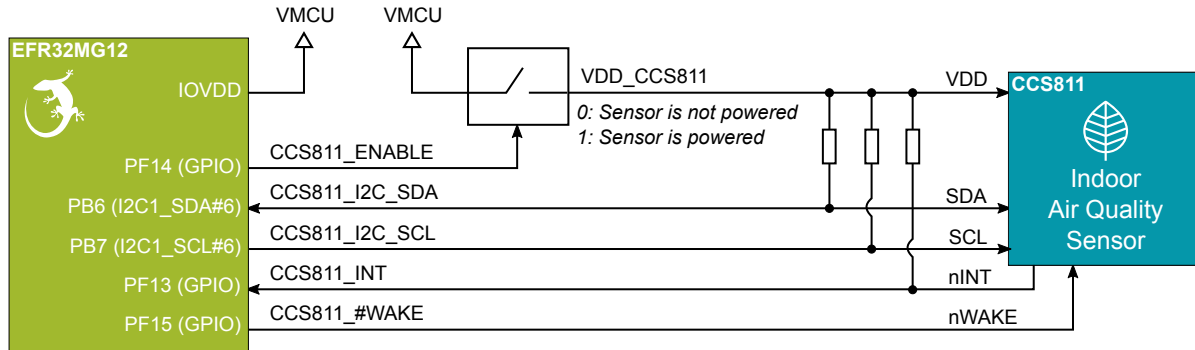 VMCU
VMCU
EFR32MG12
IOVDD
VDD_CCS811
VDD
CCS811
0: Sensor is not powered
1: Sensor is powered
PF14 (GPIO)
CCS811_ENABLE
PB6 (I2C1_SDA#6)
CCS811_I2C_SDA
SDA
Indoor
Air Quality
Sensor
PB7 (I2C1_SCL#6)
CCS811_I2C_SCL
SCL
PF13 (GPIO)
CCS811_INT
nINT
PF15 (GPIO)
CCS811_#WAKE
nWAKE